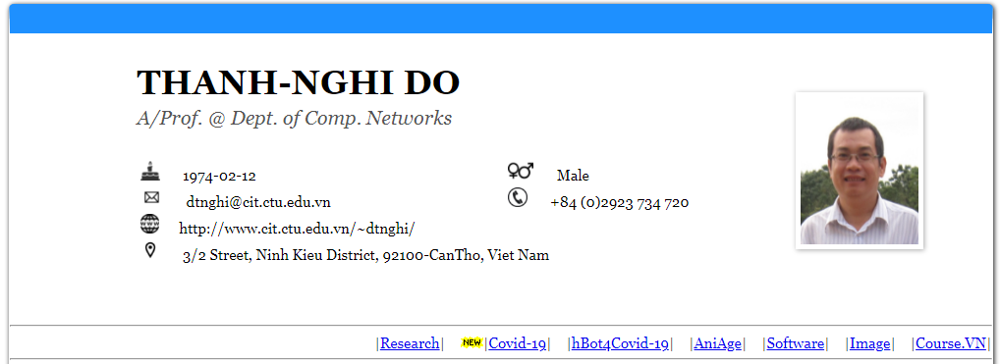 THANH-NGHI DO
A/Prof. @ Dept. of Comp. Networks
1974-02-12 Male
dtnghi@cit.ctu.edu.vn +84 (0)2923 734 720
http://www.cit.ctu.edu.vn/~dtnghi/
3/2 Street, Ninh Kieu District, 92100-CanTho, Viet Nam
|Research| NEW|Covid-19| |hBot4Covid-19| |AniAge| |Software| |Image| |Course.VN|